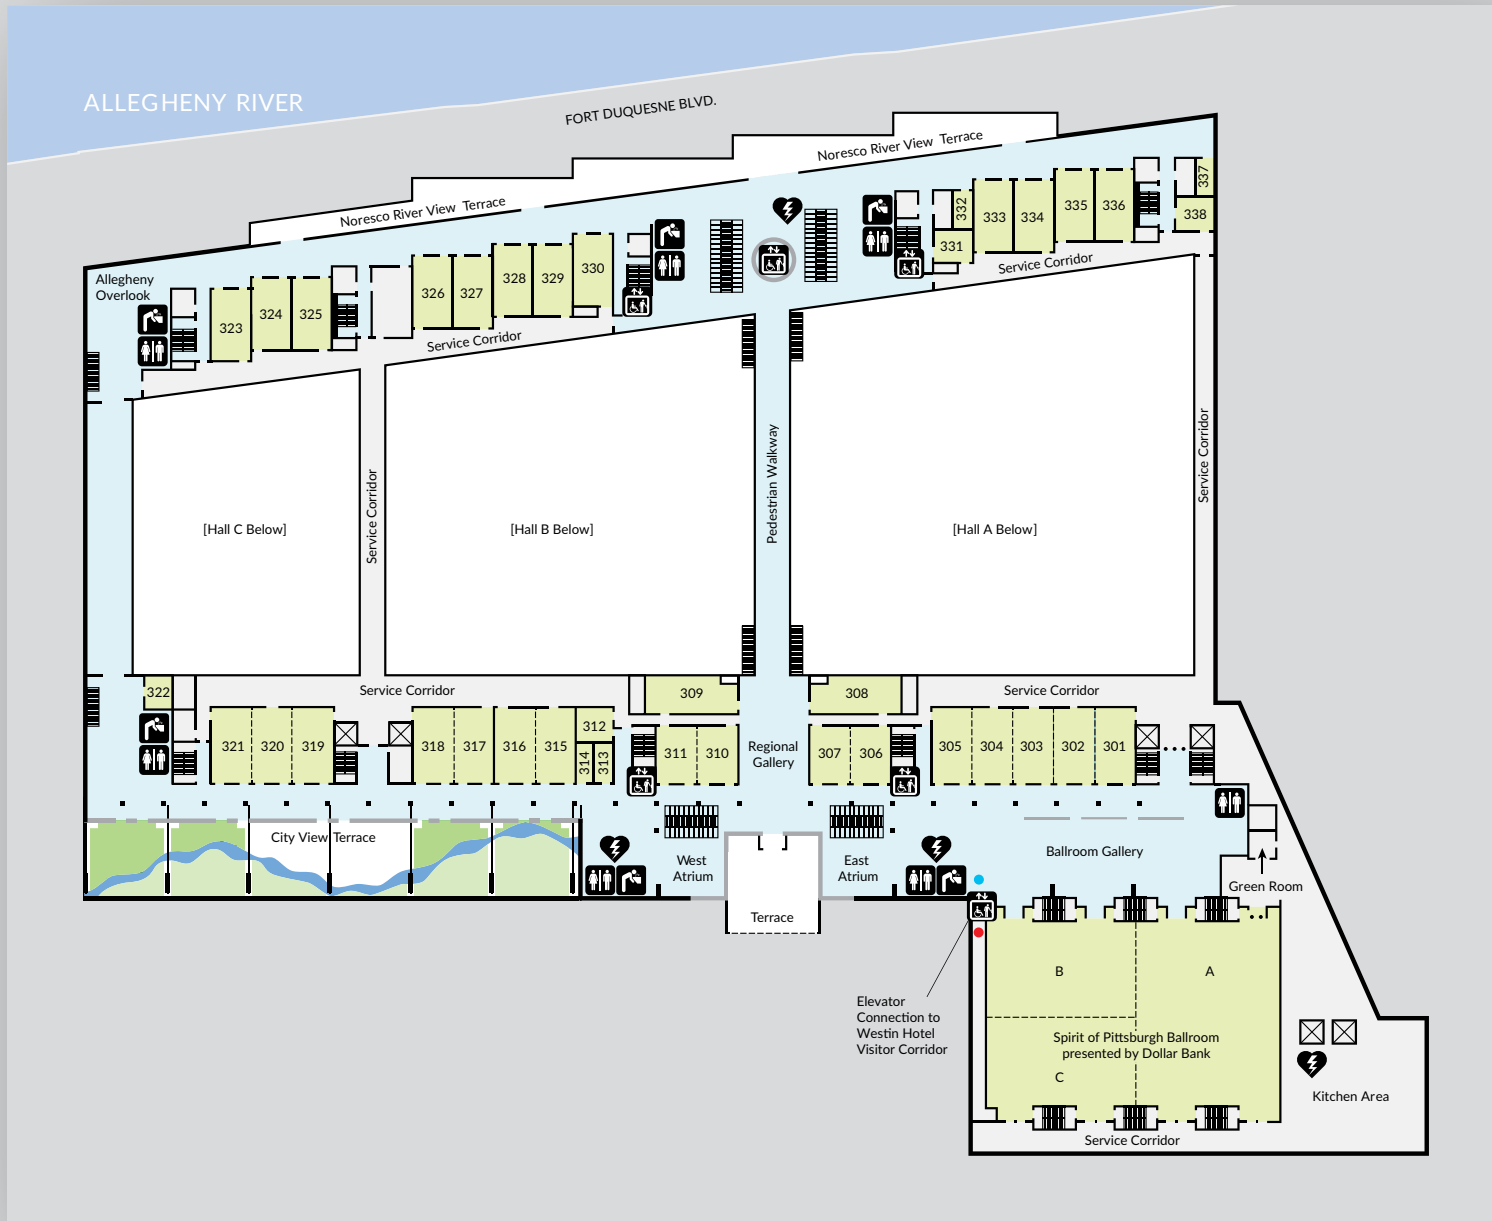 ALLEGHENY RIVER
FORT DUQUESNE BLVD.
Noresco River View Terrace
Noresco River View Terrace
Allegheny
Overlook
323
324
325
326
327
328
329
330
331
332
333
334
335
336
337
338
Service Corridor
Service Corridor
[Hall C Below]
Service Corridor
[Hall B Below]
Pedestrian Walkway
[Hall A Below]
Service Corridor
322
Service Corridor
309
308
Service Corridor
321
320
319
318
317
316
315
312
314
313
311
310
Regional
Gallery
307
306
305
304
303
302
301
City View Terrace
West
Atrium
East
Atrium
Ballroom Gallery
Green Room
Terrace
B
A
Elevator
Connection to
Westin Hotel
Visitor Corridor
Spirit of Pittsburgh Ballroom
presented by Dollar Bank
C
Kitchen Area
Service Corridor